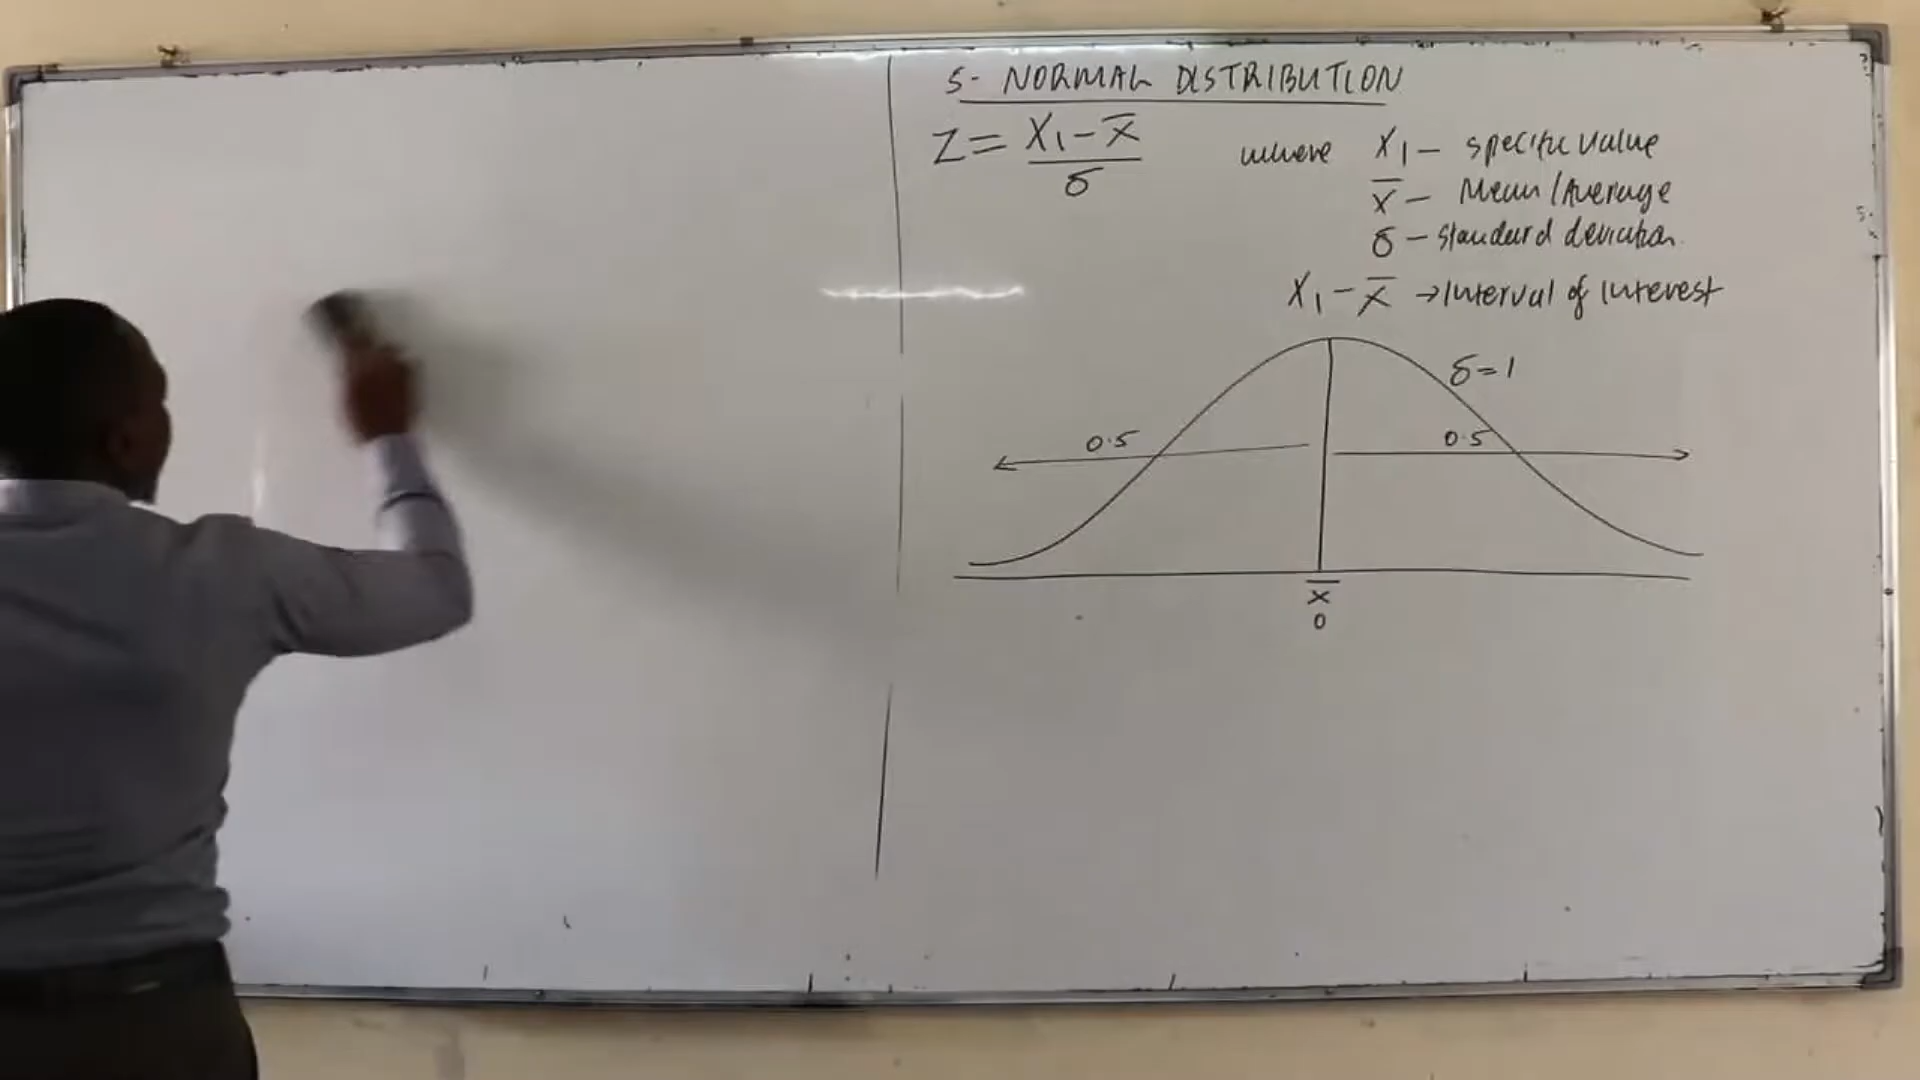 5- NORMAL DISTRIBUTION
Z = X₁ - x̄ / δ
where X₁ - specific value
x̄ - Mean/Average
δ - standard deviation.
X₁ - x̄ → Interval of interest
δ=1
0.5 0.5
x̄
0